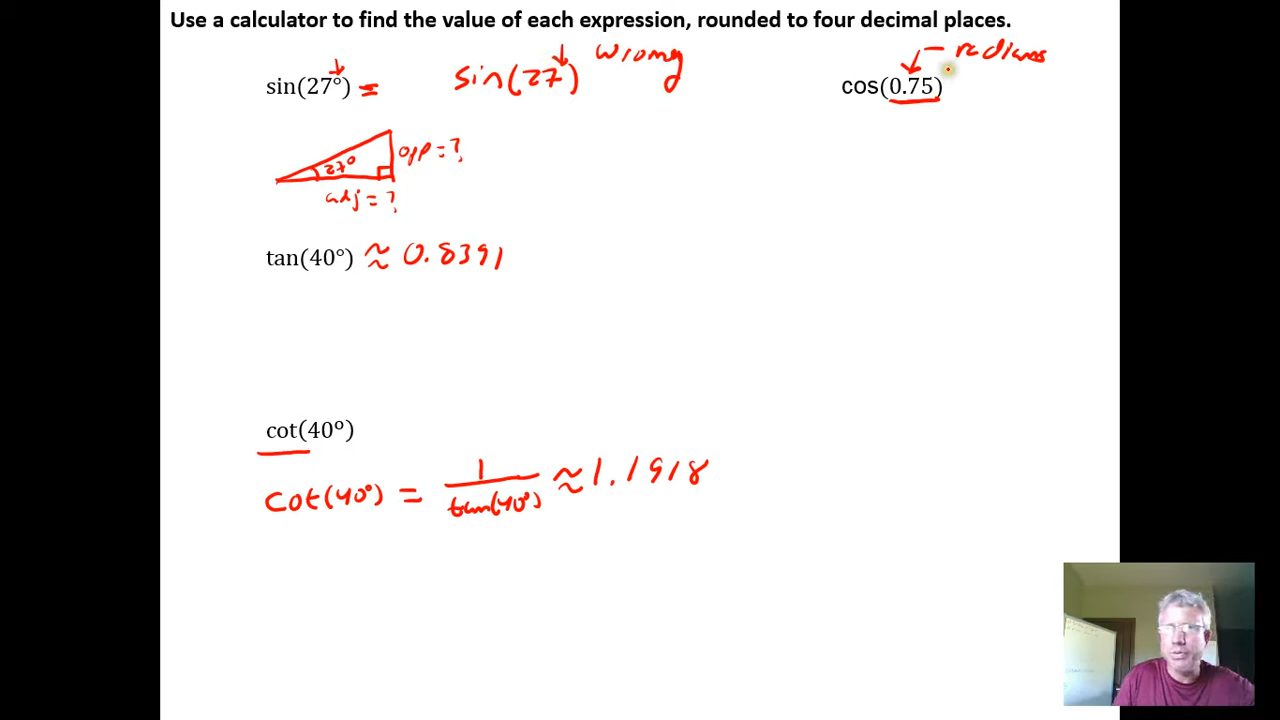 Use a calculator to find the value of each expression, rounded to four decimal places.
sin(27°) = sin(27) wrong
cos(0.75) radians
27° opp = ?
adj = ?
tan(40°) ≈ 0.8391
cot(40°)
cot(40°) = 1/tan(40°) ≈ 1.1918